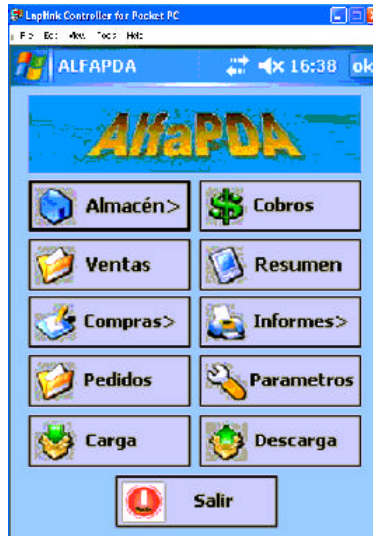 Laplink Controller for Pocket PC
Help
ALFAPDA 16:38 ok
AlfaPDA
Almacén> Cobros
Ventas Resumen
Compras> Informes>
Pedidos Parametros
Carga Descarga
Salir